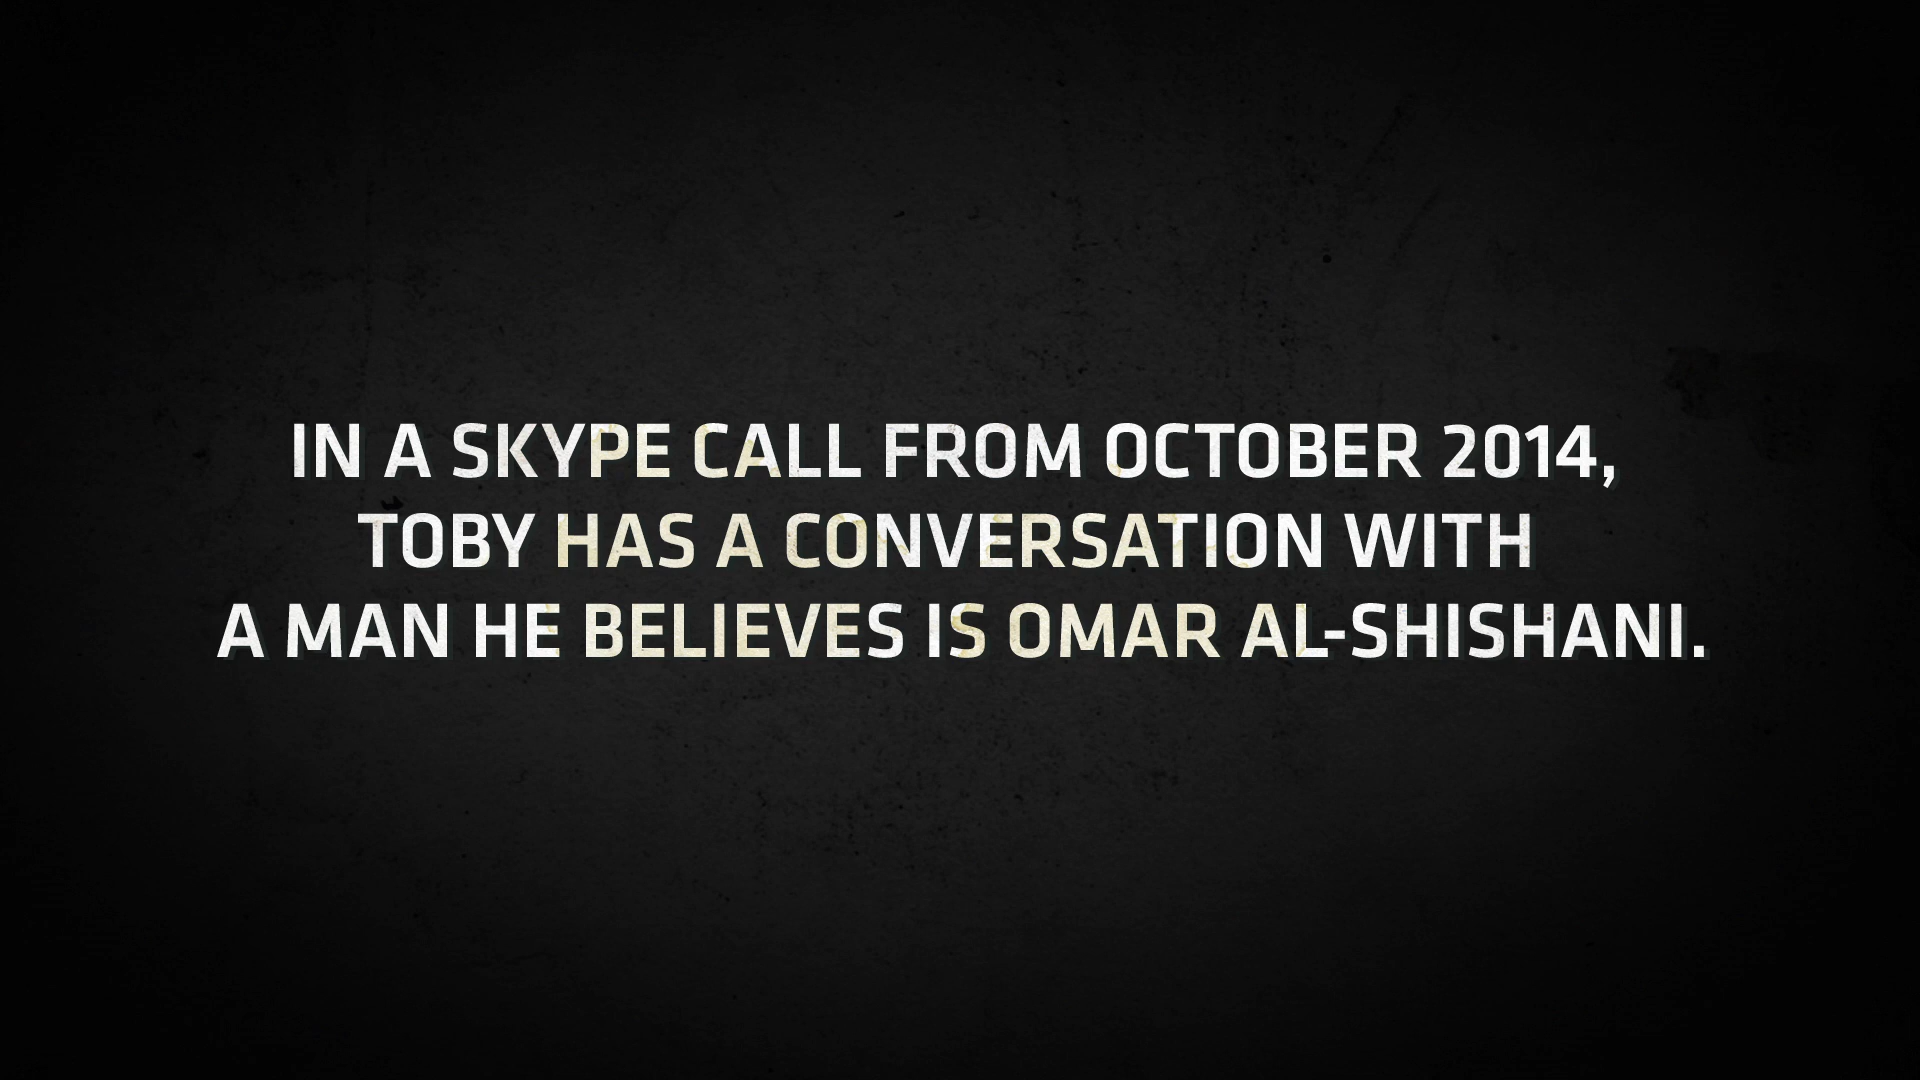 IN A SKYPE CALL FROM OCTOBER 2014,
TOBY HAS A CONVERSATION WITH
A MAN HE BELIEVES IS OMAR AL-SHISHANI.